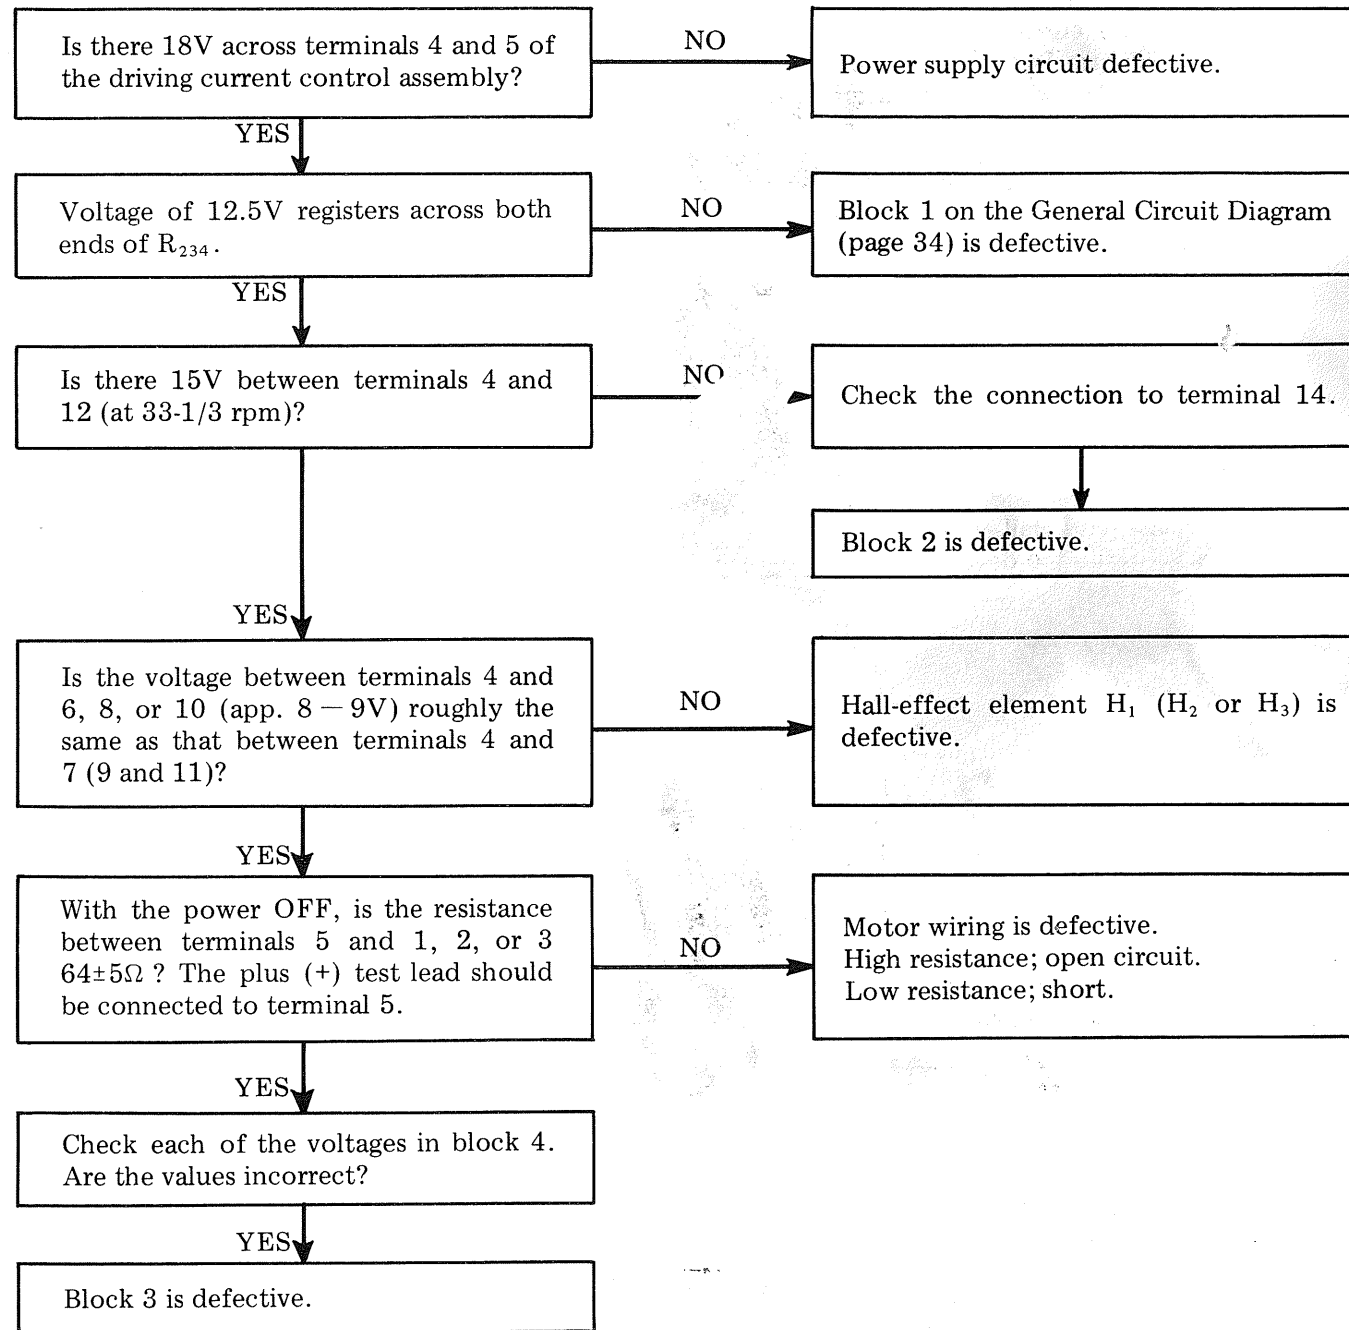 Is there 18V across terminals 4 and 5 of
the driving current control assembly?
NO
Power supply circuit defective.
YES
Voltage of 12.5V registers across both
ends of R₂₃₄.
NO
Block 1 on the General Circuit Diagram
(page 34) is defective.
YES
Is there 15V between terminals 4 and
12 (at 33-1/3 rpm)?
NO
Check the connection to terminal 14.
Block 2 is defective.
YES
Is the voltage between terminals 4 and
6, 8, or 10 (app. 8 — 9V) roughly the
same as that between terminals 4 and
7 (9 and 11)?
NO
Hall-effect element H₁ (H₂ or H₃) is
defective.
YES
With the power OFF, is the resistance
between terminals 5 and 1, 2, or 3
64±5Ω ? The plus (+) test lead should
be connected to terminal 5.
NO
Motor wiring is defective.
High resistance; open circuit.
Low resistance; short.
YES
Check each of the voltages in block 4.
Are the values incorrect?
YES
Block 3 is defective.